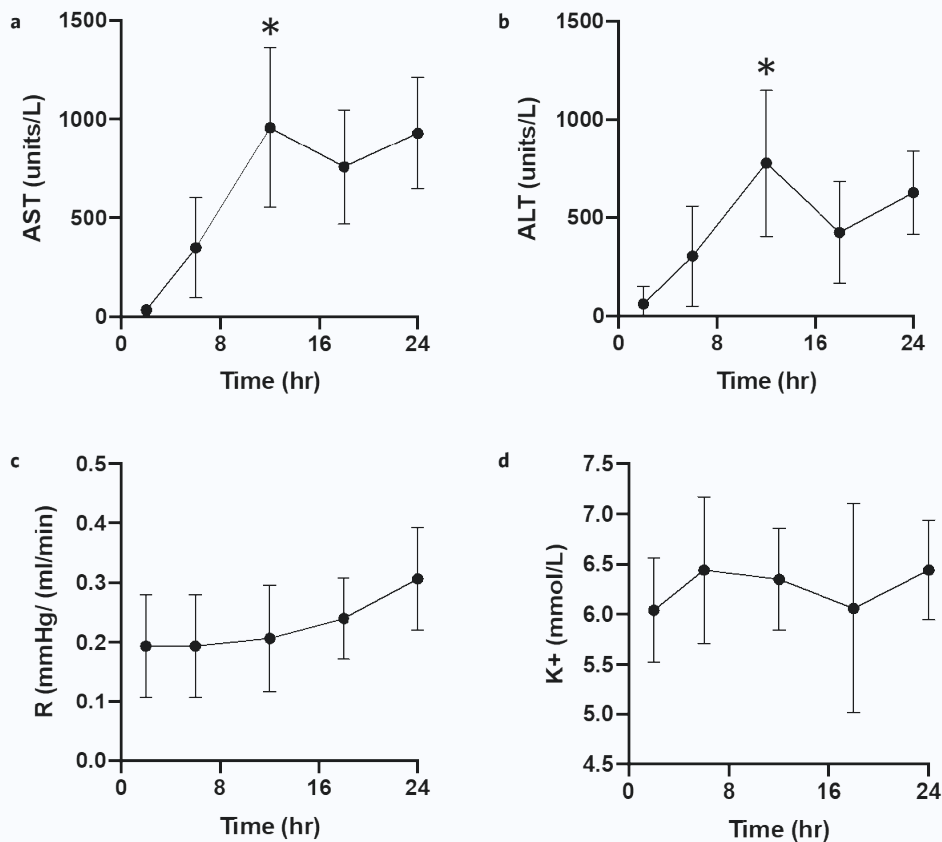 a
*
1500
1000
500
0
AST (units/L)
0 8 16 24
Time (hr)
b
*
1500
1000
500
0
ALT (units/L)
0 8 16 24
Time (hr)
c
0.5
0.4
0.3
0.2
0.1
0.0
R (mmHg/ (ml/min)
0 8 16 24
Time (hr)
d
7.5
7.0
6.5
6.0
5.5
5.0
4.5
K+ (mmol/L)
0 8 16 24
Time (hr)